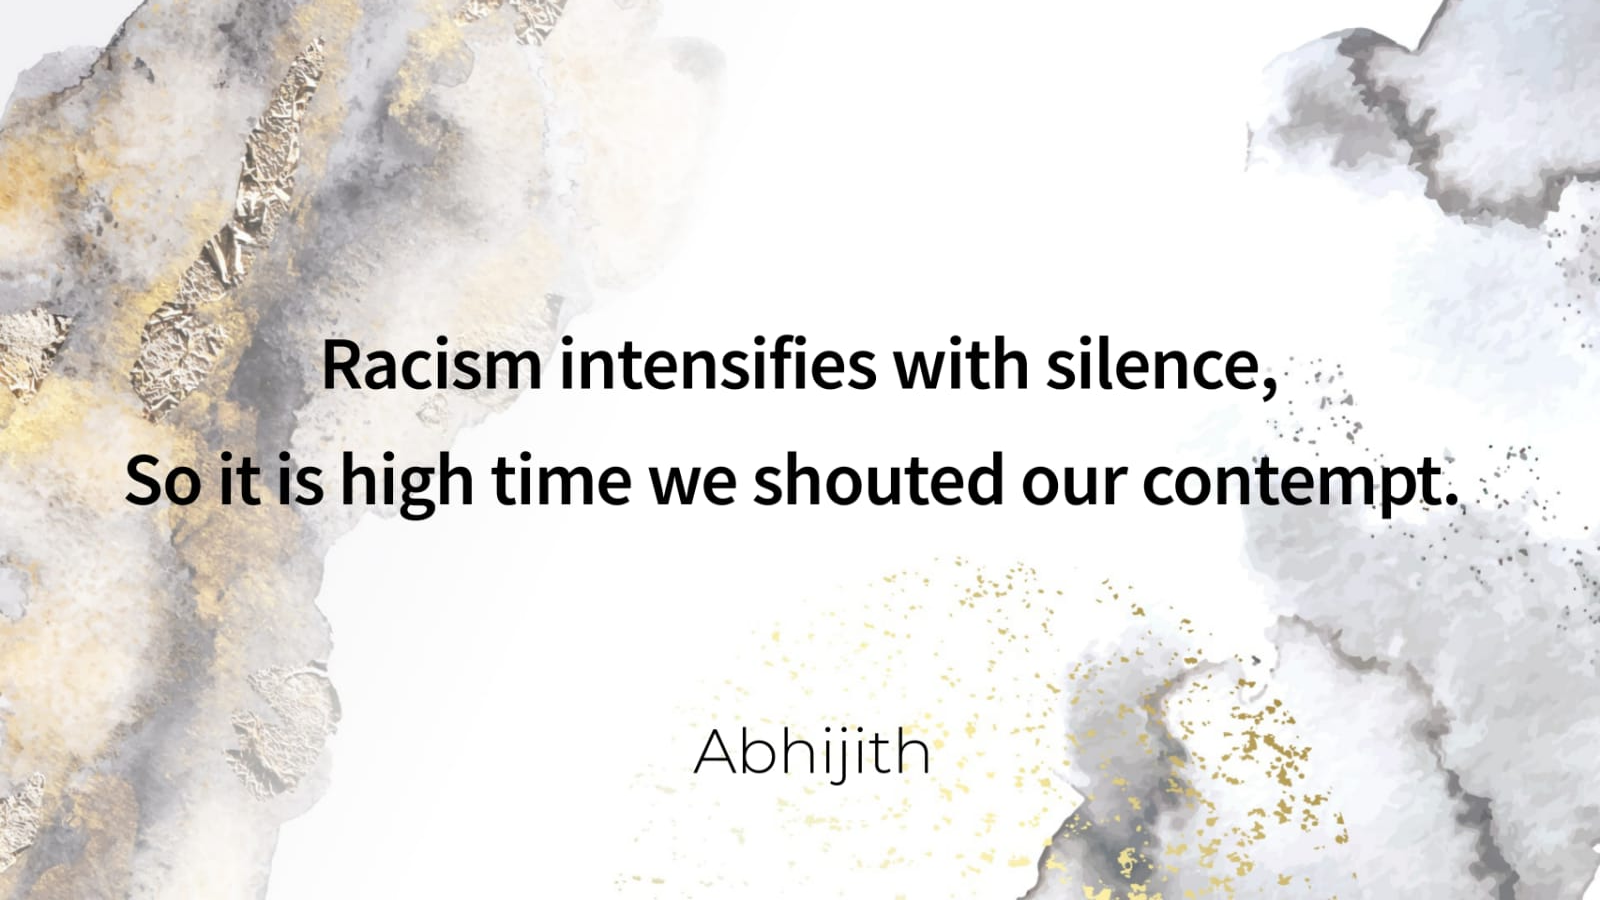 Racism intensifies with silence,
So it is high time we shouted our contempt.
Abhijith